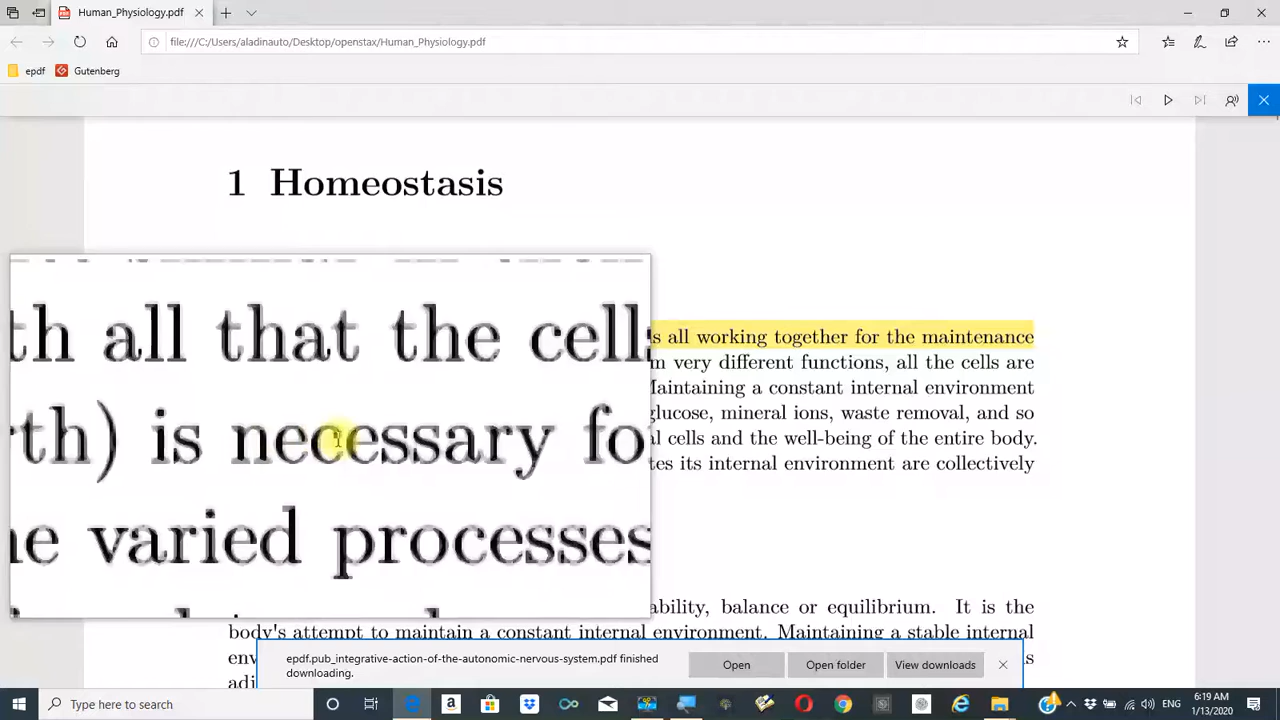 Human_Physiology.pdf
file:///C:/Users/aladinauto/Desktop/openstax/Human_Physiology.pdf
epdf
Gutenberg
1 Homeostasis
th all that the cells
rth) is necessary fo
ne varied processes
s all working together for the maintenance
m very different functions, all the cells are
Maintaining a constant internal environment
glucose, mineral ions, waste removal, and so
l cells and the well-being of the entire body.
tes its internal environment are collectively
ability, balance or equilibrium. It is the
body's attempt to maintain a constant internal environment. Maintaining a stable internal
epdf.pub_integrative-action-of-the-autonomic-nervous-system.pdf finished
downloading.
Open
Open folder
View downloads
Type here to search
ENG
6:19 AM
1/13/2020